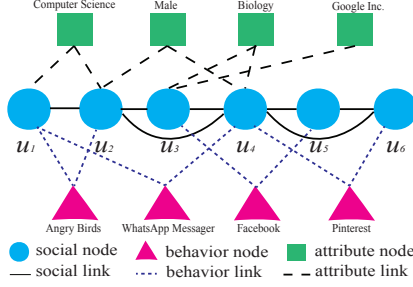 Computer Science Male Biology Google Inc.
u1 u2 u3 u4 u5 u6
Angry Birds WhatsApp Messager Facebook Pinterest
social node behavior node attribute node
social link behavior link attribute link